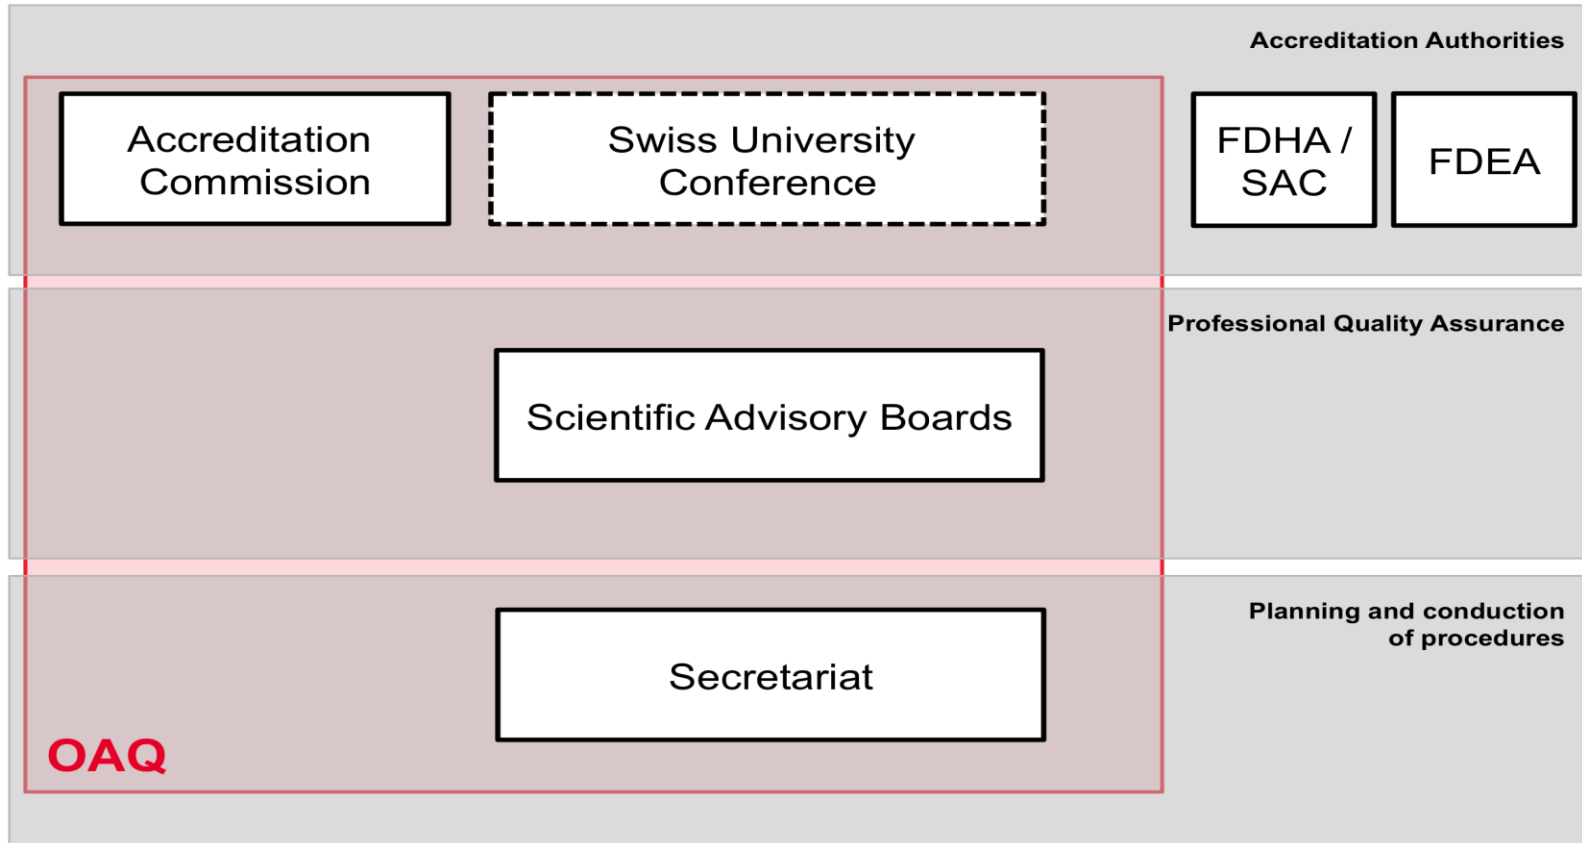 Accreditation Authorities
Accreditation
Commission
Swiss University
Conference
FDHA /
SAC
FDEA
Professional Quality Assurance
Scientific Advisory Boards
Planning and conduction
of procedures
Secretariat
OAQ